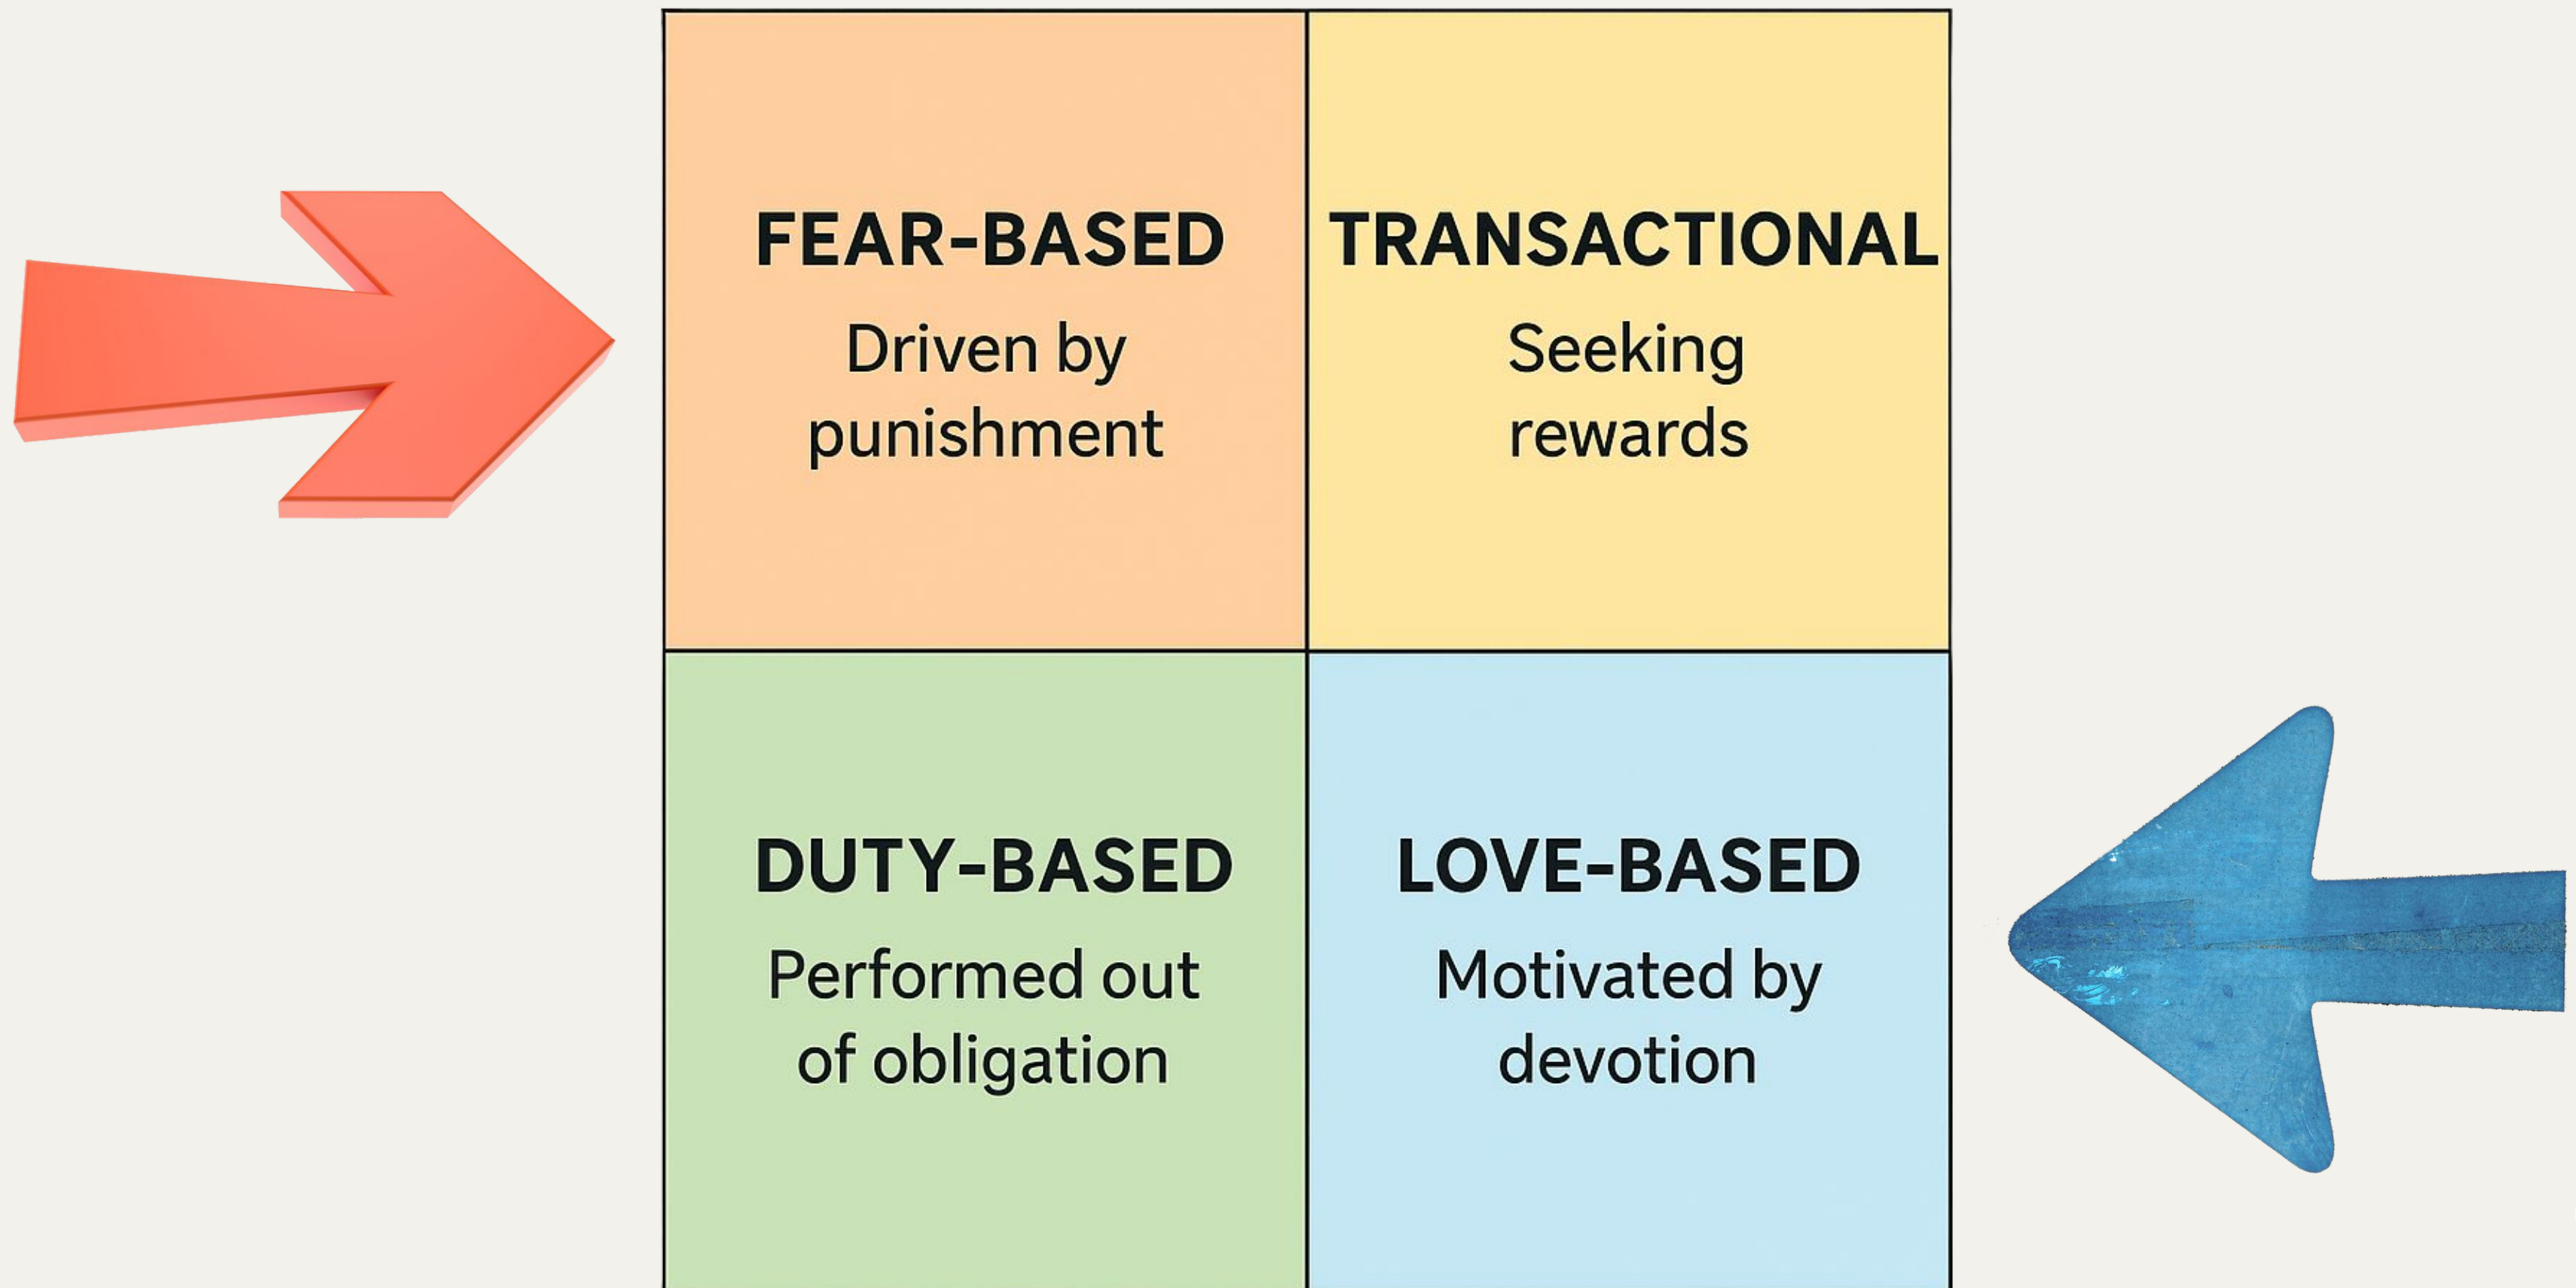 FEAR-BASED
Driven by
punishment
TRANSACTIONAL
Seeking
rewards
DUTY-BASED
Performed out
of obligation
LOVE-BASED
Motivated by
devotion